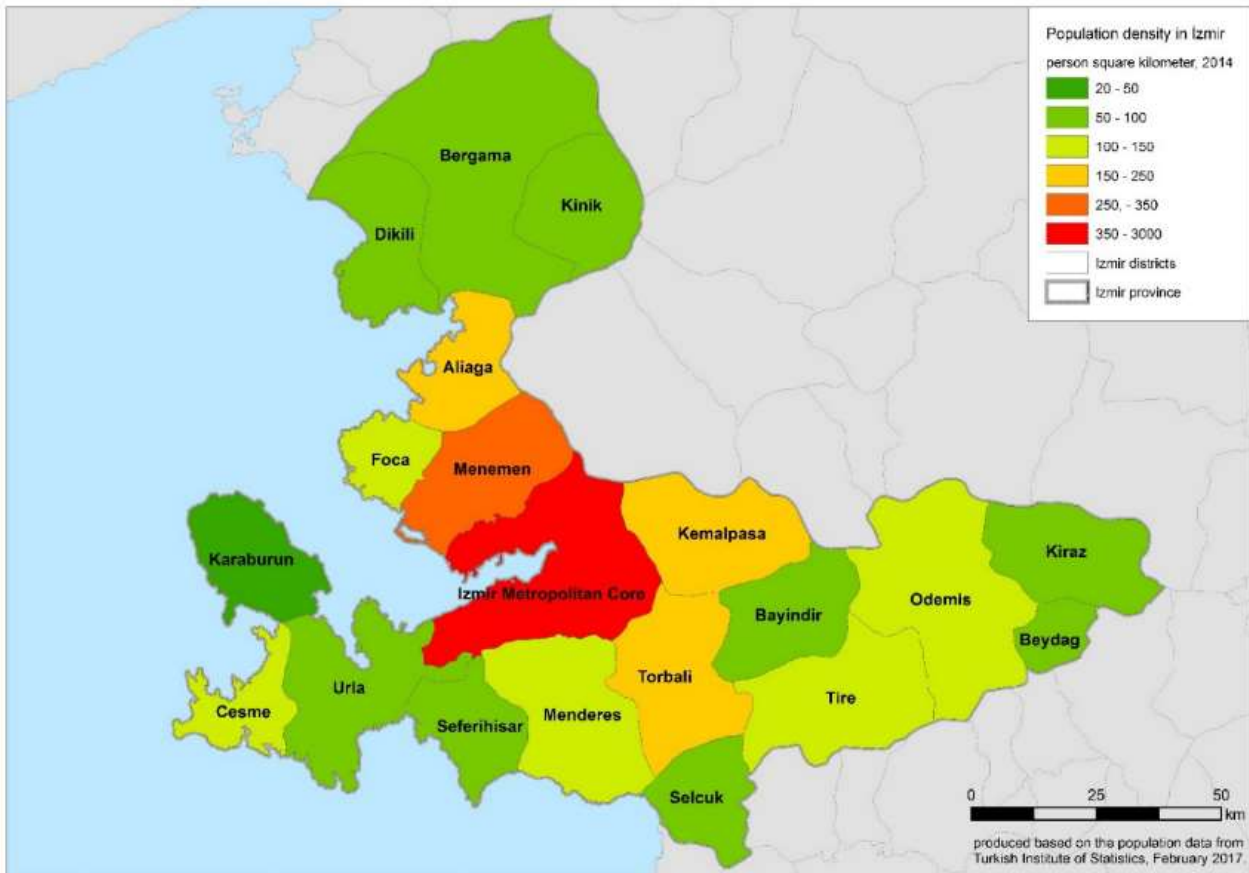 Population density in İzmir
person square kilometer, 2014
20 - 50
50 - 100
100 - 150
150 - 250
250, - 350
350 - 3000
Izmir districts
Izmir province
Bergama
Kinik
Dikili
Aliaga
Foca
Menemen
Karaburun
Kemalpasa
Izmir Metropolitan Core
Kiraz
Odemis
Bayindir
Beydag
Urla
Cesme
Torbali
Tire
Seferihisar
Menderes
Selcuk
0 25 50
km
produced based on the population data from
Turkish Institute of Statistics, February 2017.